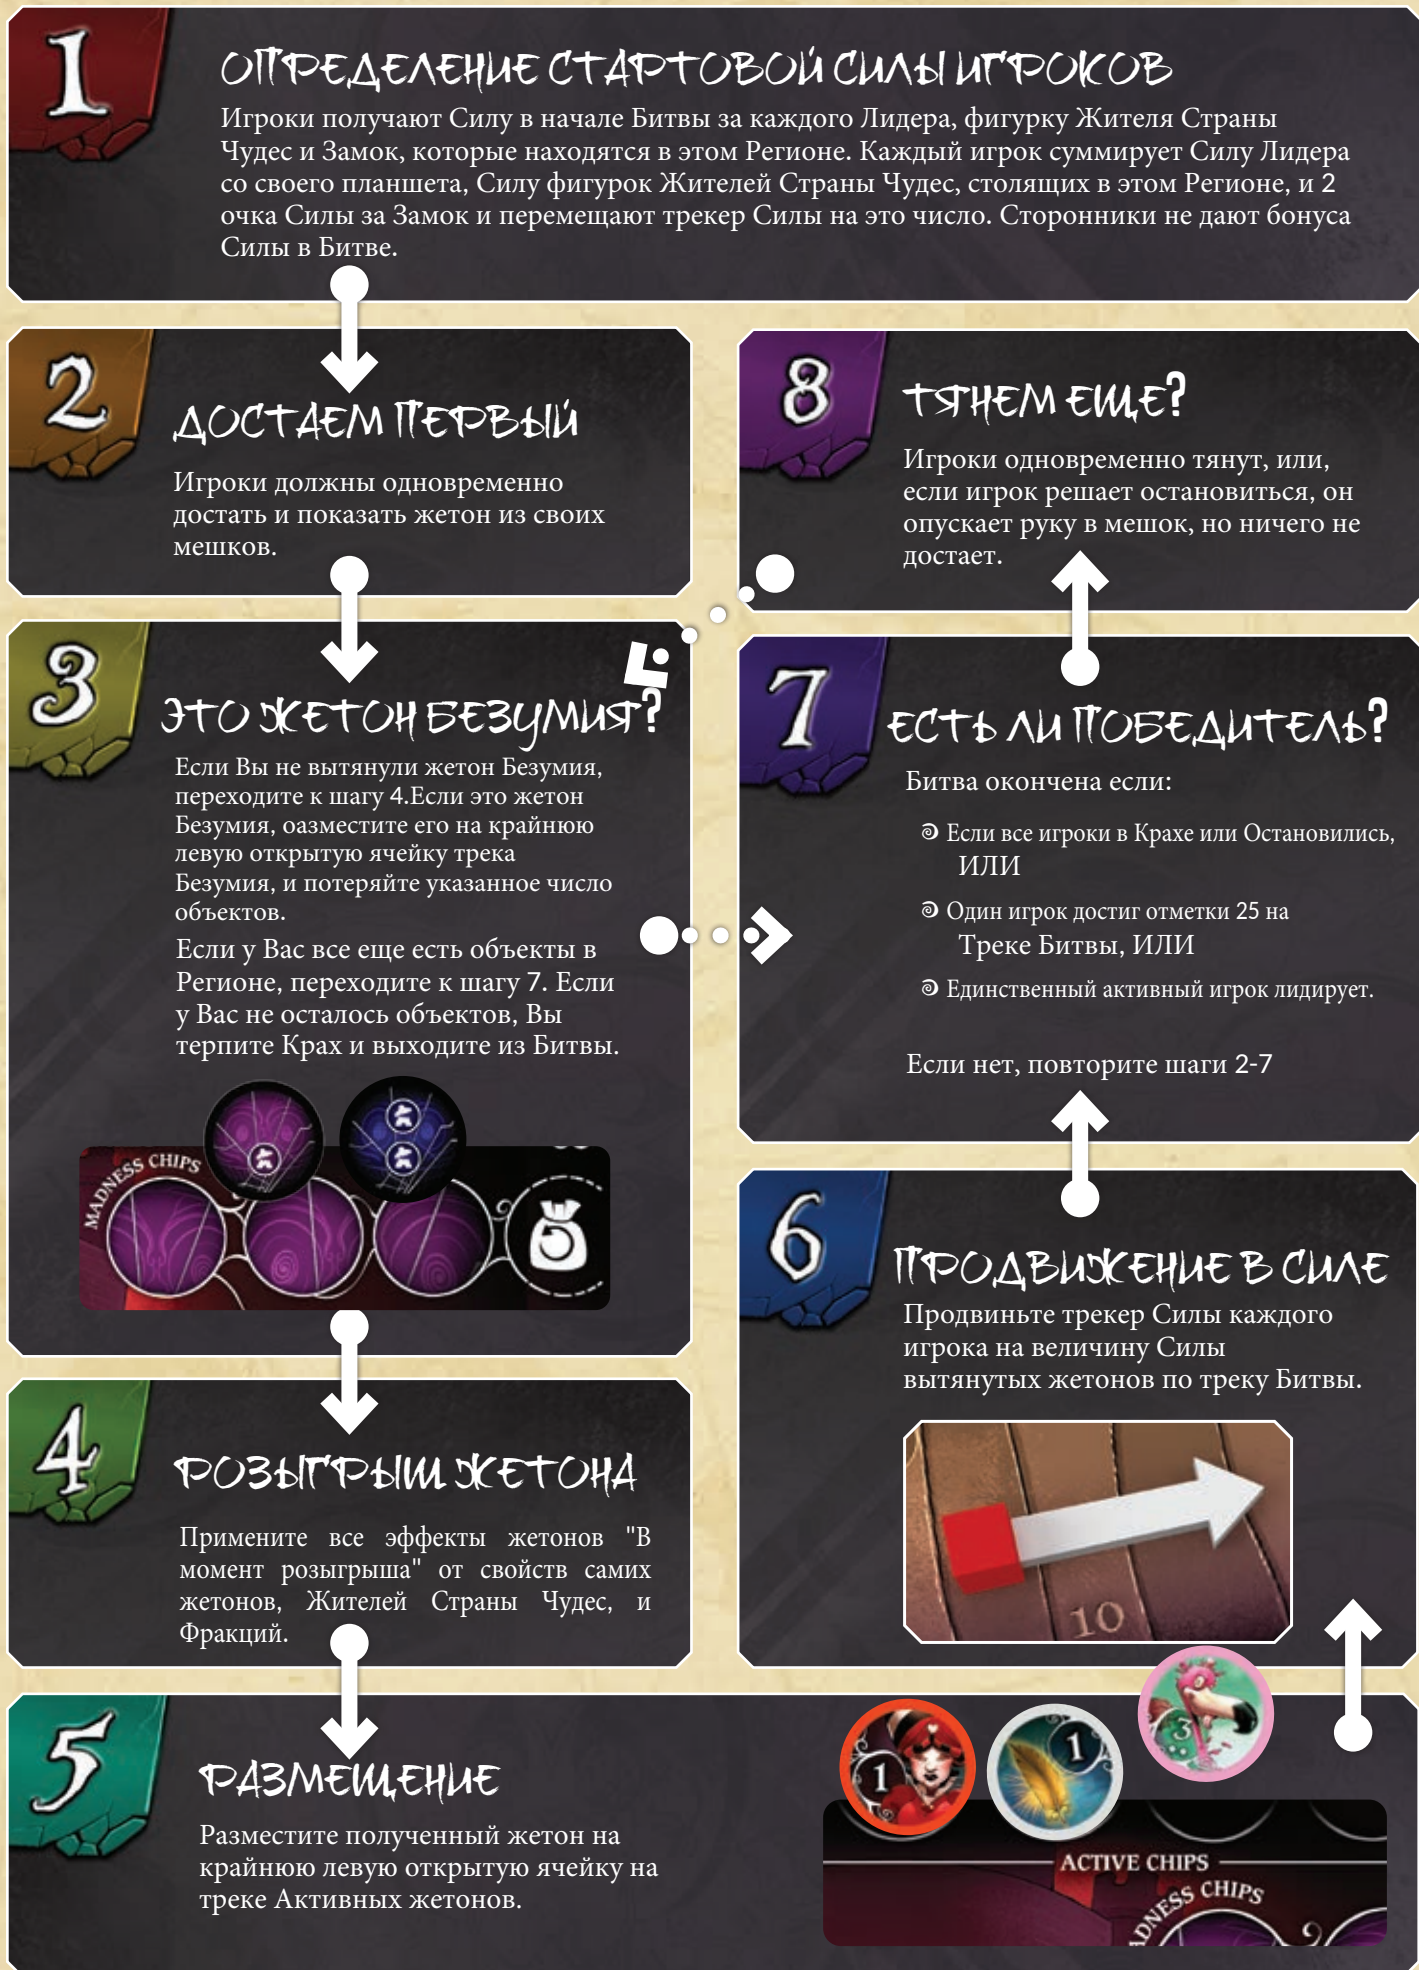 1
ОПРЕДЕЛЕНИЕ СТАРТОВОЙ СИЛЫ ИГРОКОВ
Игроки получают Силу в начале Битвы за каждого Лидера, фигурку Жителя Страны
Чудес и Замок, которые находятся в этом Регионе. Каждый игрок суммирует Силу Лидера
со своего планшета, Силу фигурок Жителей Страны Чудес, столящих в этом Регионе, и 2
очка Силы за Замок и перемещают трекер Силы на это число. Сторонники не дают бонуса
Силы в Битве.
2
ДОСТАЕМ ПЕРВЫЙ
Игроки должны одновременно
достать и показать жетон из своих
мешков.
3
ЭТО ЖЕТОН БЕЗУМИЯ?
Если Вы не вытянули жетон Безумия,
переходите к шагу 4.Если это жетон
Безумия, оазместите его на крайнюю
левую открытую ячейку трека
Безумия, и потеряйте указанное число
объектов.
Если у Вас все еще есть объекты в
Регионе, переходите к шагу 7. Если
у Вас не осталось объектов, Вы
терпите Крах и выходите из Битвы.
MADNESS CHIPS
4
РОЗЫГРЫШ ЖЕТОНА
Примените все эффекты жетонов "В
момент розыгрыша" от свойств самих
жетонов, Жителей Страны Чудес, и
Фракций.
5
РАЗМЕЩЕНИЕ
Разместите полученный жетон на
крайнюю левую открытую ячейку на
треке Активных жетонов.
1
1
3
ACTIVE CHIPS
ADNESS CHIPS
6
ПРОДВИЖЕНИЕ В СИЛЕ
Продвиньте трекер Силы каждого
игрока на величину Силы
вытянутых жетонов по треку Битвы.
10
7
ЕСТЬ ЛИ ПОБЕДИТЕЛЬ?
Битва окончена если:
Если все игроки в Крахе или Остановились,
ИЛИ
Один игрок достиг отметки 25 на
Треке Битвы, ИЛИ
Единственный активный игрок лидирует.
Если нет, повторите шаги 2-7
8
ТЯНЕМ ЕЩЕ?
Игроки одновременно тянут, или,
если игрок решает остановиться, он
опускает руку в мешок, но ничего не
достает.